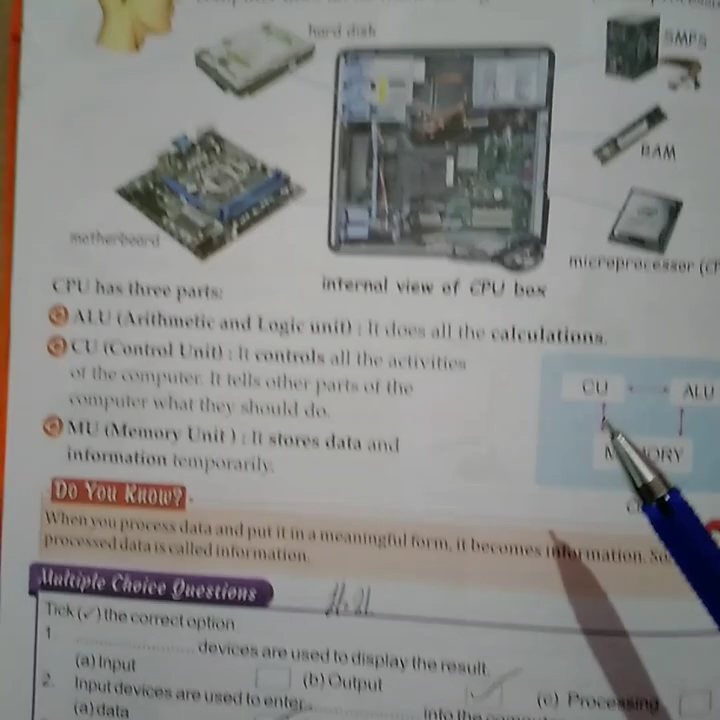 hard disk
SMPS
RAM
motherboard
microprocessor
CPU has three parts:
internal view of CPU box
ALU (Arithmetic and Logic unit) : It does all the calculations.
CU (Control Unit) : It controls all the activities
of the computer. It tells other parts of the
computer what they should do.
CU
ALU
MU (Memory Unit ) : It stores data and
information temporarily.
Do You Know?
When you process data and put it in a meaningful form, it becomes information. So
processed data is called information.
Multiple Choice Questions
Tick (✓) the correct option
1. ................ devices are used to display the result.
(a) Input
(b) Output
(c) Processing
2. Input devices are used to enter ................ into the
(a) data